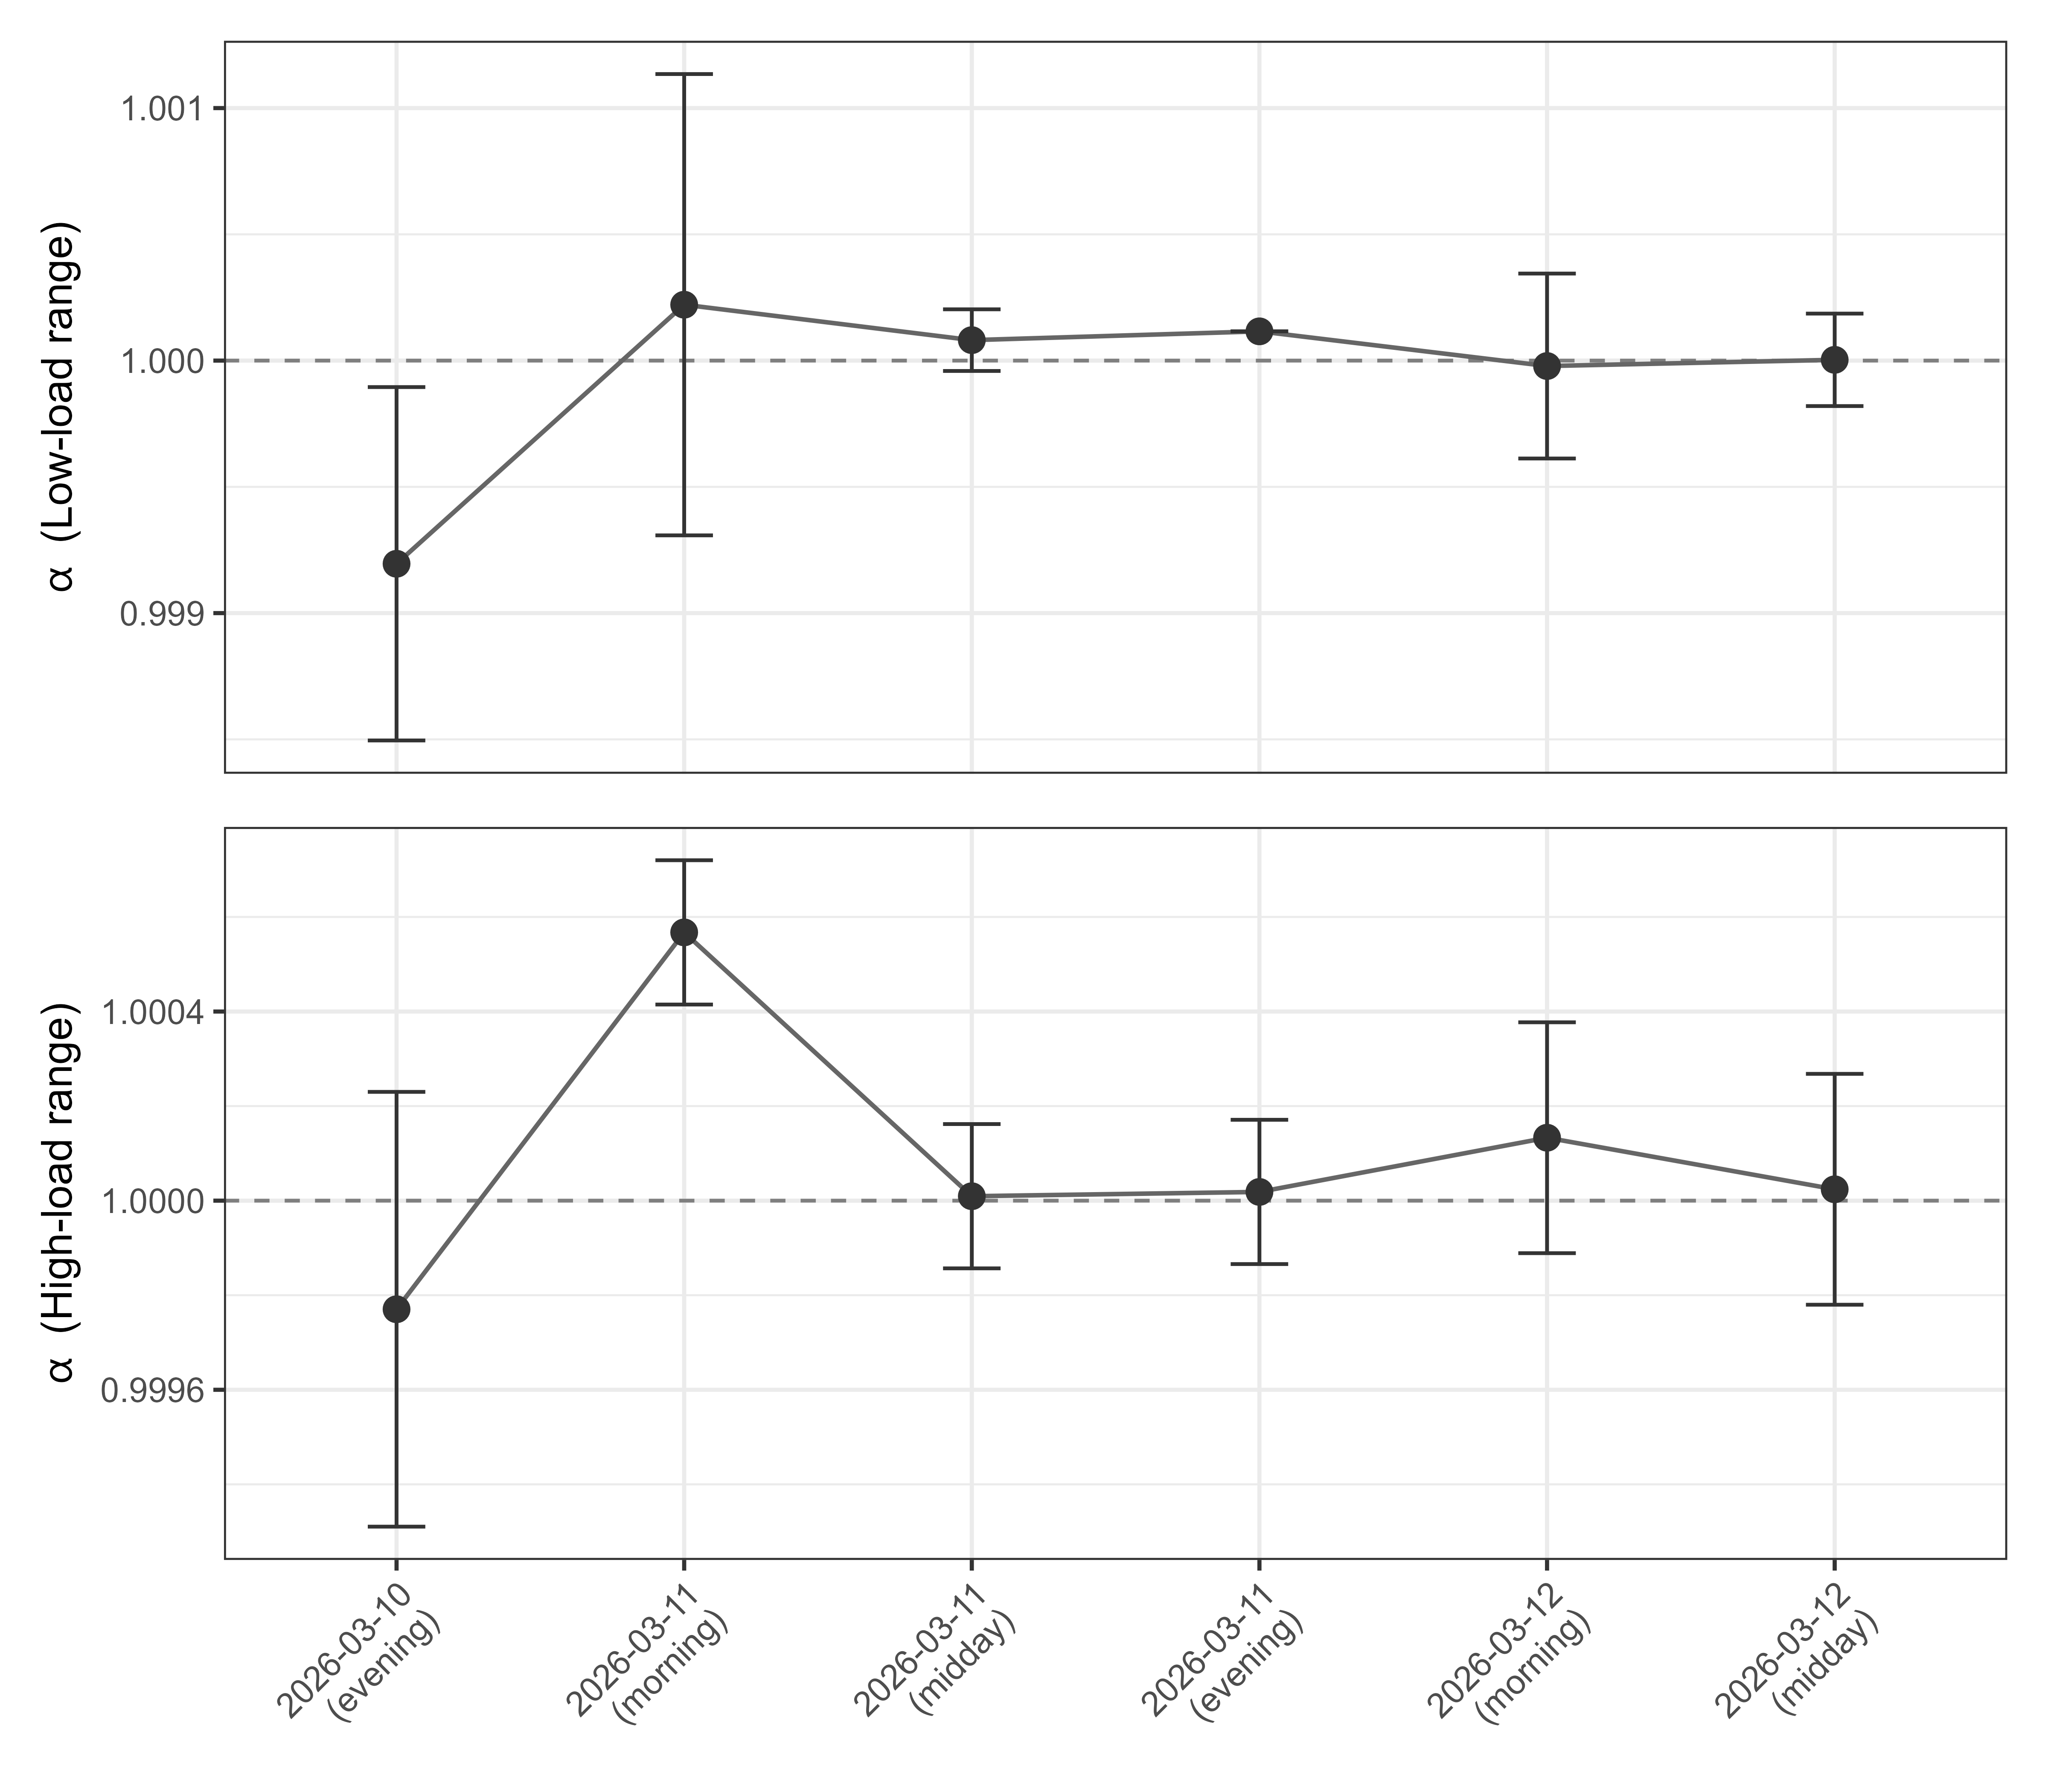 α  (Low-load range)
1.001
1.000
0.999
α  (High-load range)
1.0004
1.0000
0.9996
2026-03-10
(evening)
2026-03-11
(morning)
2026-03-11
(midday)
2026-03-11
(evening)
2026-03-12
(morning)
2026-03-12
(midday)